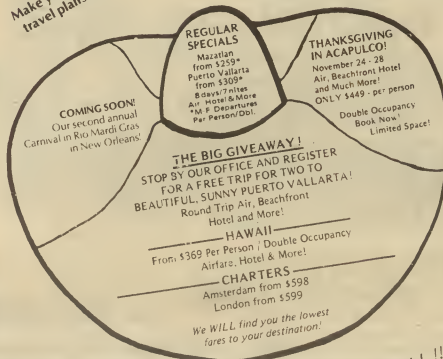 Make
travel plans
REGULAR
SPECIALS
Mazatlan
from $259*
Puerto Vallarta
from $309*
8 days/7 nites
Air Hotel & More
*M-F Departures
Per Person/Dbl.
THANKSGIVING
IN ACAPULCO!
November 24 - 28
Air, Beachfront Hotel
and Much More!
ONLY $449 - per person
Double Occupancy
Book Now!
Limited Space!
COMING SOON!
Our second annual
Carnival in Rio Mardi Gras
in New Orleans!
THE BIG GIVEAWAY!
STOP BY OUR OFFICE AND REGISTER
FOR A FREE TRIP FOR TWO TO
BEAUTIFUL, SUNNY PUERTO VALLARTA!
Round Trip Air, Beachfront
Hotel and More!
HAWAII
From $369 Per Person / Double Occupancy
Airfare, Hotel & More!
CHARTERS
Amsterdam from $598
London from $599
We WILL find you the lowest
fares to your destination!